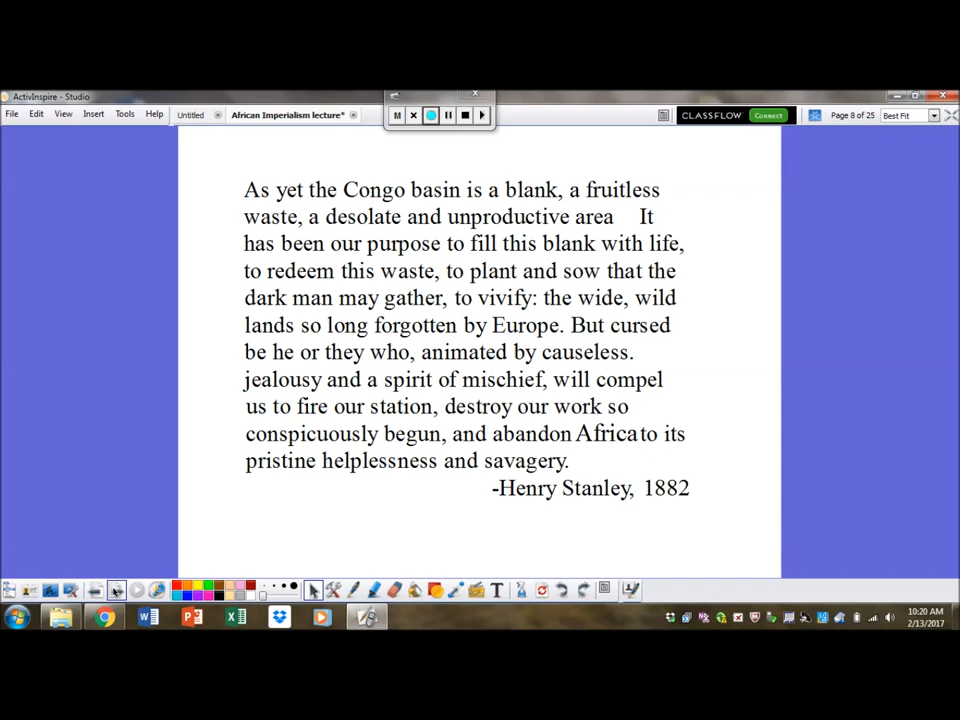 ActivInspire - Studio
File Edit View Insert Tools Help Untitled African Imperialism lecture* M CLASSFLOW Connect Page 8 of 25 Best Fit
As yet the Congo basin is a blank, a fruitless
waste, a desolate and unproductive area It
has been our purpose to fill this blank with life,
to redeem this waste, to plant and sow that the
dark man may gather, to vivify: the wide, wild
lands so long forgotten by Europe. But cursed
be he or they who, animated by causeless.
jealousy and a spirit of mischief, will compel
us to fire our station, destroy our work so
conspicuously begun, and abandon Africa to its
pristine helplessness and savagery.
-Henry Stanley, 1882
10:20 AM
2/13/2017